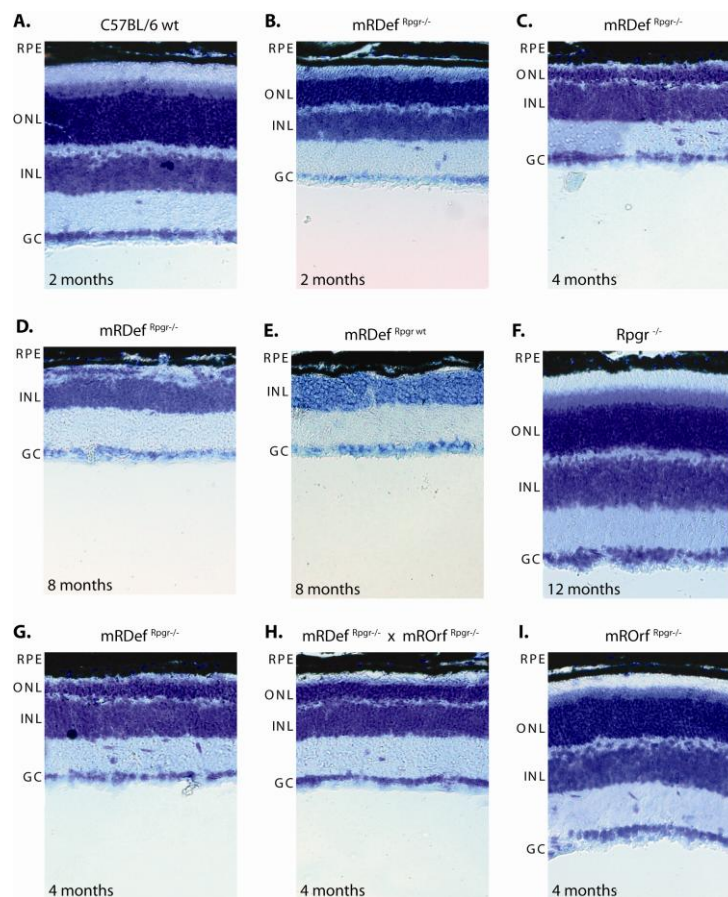 A. C57BL/6 wt
RPE
ONL
INL
GC
2 months
B. mRDef Rpgr-/-
RPE
ONL
INL
GC
2 months
C. mRDef Rpgr-/-
RPE
ONL
INL
GC
4 months
D. mRDef Rpgr-/-
RPE
INL
GC
8 months
E. mRDef Rpgr wt
RPE
INL
GC
8 months
F. Rpgr -/-
RPE
ONL
INL
GC
12 months
G. mRDef Rpgr-/-
RPE
ONL
INL
GC
4 months
H. mRDef Rpgr-/- x mROrf Rpgr-/-
RPE
ONL
INL
GC
4 months
I. mROrf Rpgr-/-
RPE
ONL
INL
GC
4 months